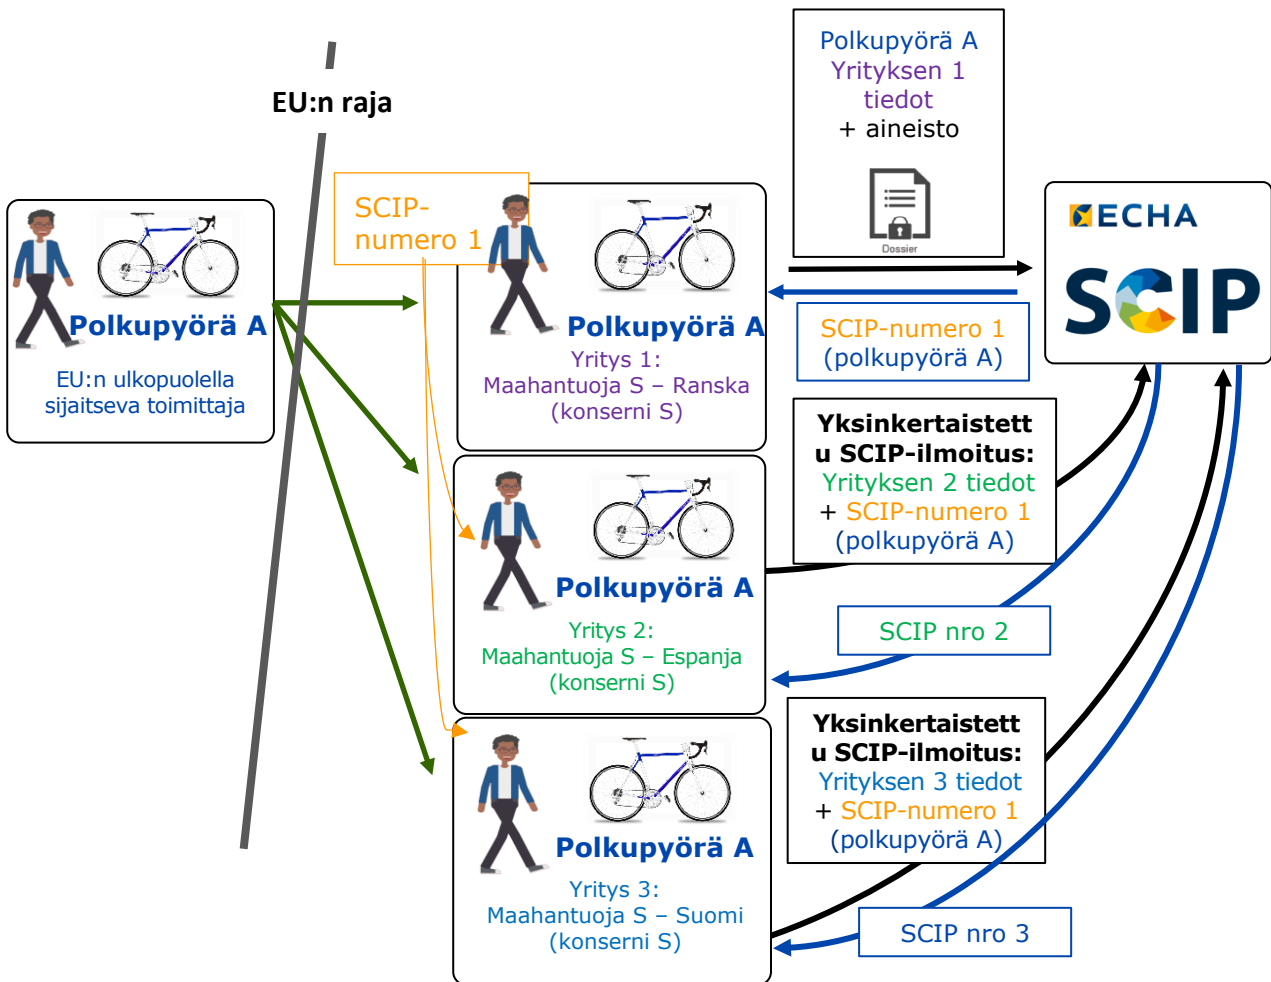 EU:n raja
Polkupyörä A
EU:n ulkopuolella
sijaitseva toimittaja
SCIP-
numero 1
Polkupyörä A
Yritys 1:
Maahantuoja S – Ranska
(konserni S)
Polkupyörä A
Yritys 2:
Maahantuoja S – Espanja
(konserni S)
Polkupyörä A
Yritys 3:
Maahantuoja S – Suomi
(konserni S)
Polkupyörä A
Yrityksen 1
tiedot
+ aineisto
Dossier
SCIP-numero 1
(polkupyörä A)
Yksinkertaistett
u SCIP-ilmoitus:
Yrityksen 2 tiedot
+ SCIP-numero 1
(polkupyörä A)
SCIP nro 2
Yksinkertaistett
u SCIP-ilmoitus:
Yrityksen 3 tiedot
+ SCIP-numero 1
(polkupyörä A)
SCIP nro 3
ECHA
SCIP